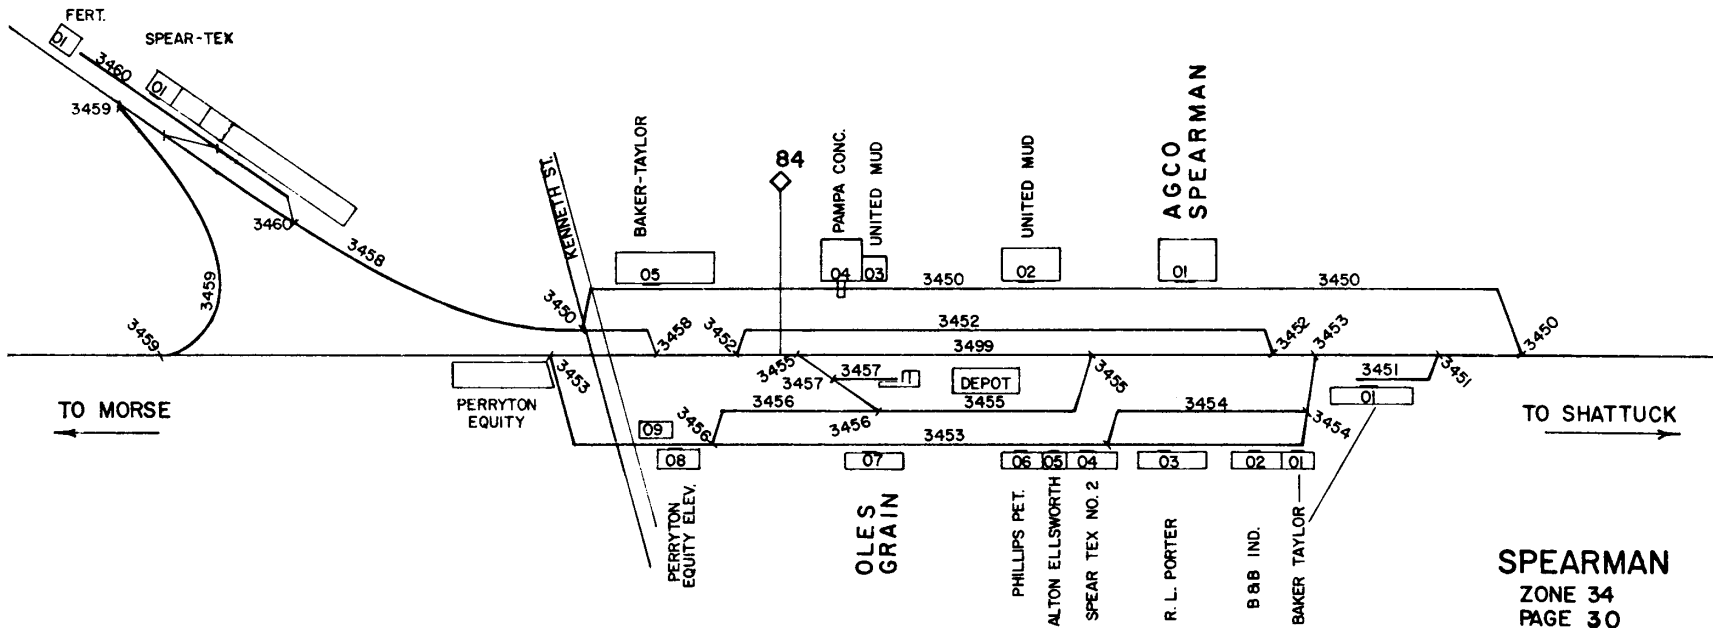 FERT.
01
SPEAR-TEX
3460
01
3459
3460
3458
3459
3459
KENNETH ST.
BAKER-TAYLOR
05
84
PAMPA CONC.
04
UNITED MUD
03
UNITED MUD
02
AGCO
SPEARMAN
01
3450
3450
3450
3458
3452
3452
3452
3453
3450
3499
3455
3457
3457
11
DEPOT
3455
3451
3451
01
3453
PERRYTON
EQUITY
3456
3456
3455
3454
3454
3456
3453
09
08
07
06
05
04
03
02
01
TO MORSE
TO SHATTUCK
PERRYTON
EQUITY ELEV.
OLES
GRAIN
PHILLIPS PET.
ALTON ELLSWORTH
SPEAR TEX NO. 2
R. L. PORTER
B&B IND.
BAKER TAYLOR
SPEARMAN
ZONE 34
PAGE 30